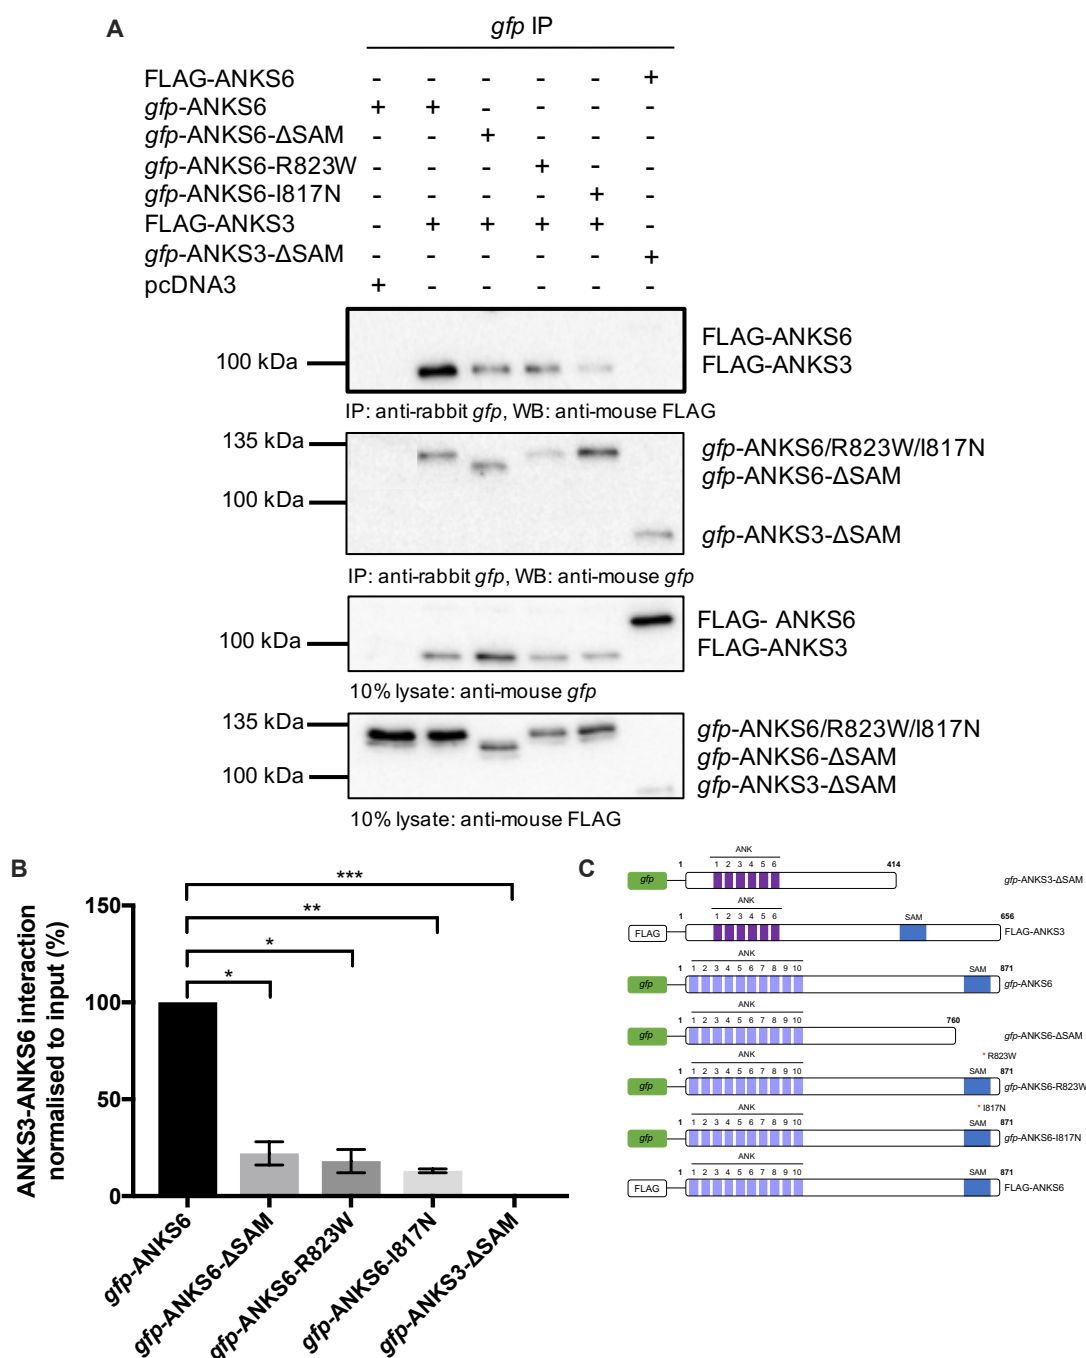 A
gfp IP
FLAG-ANKS6 - - - - - +
gfp-ANKS6 + + - - - -
gfp-ANKS6-ΔSAM - - + - - -
gfp-ANKS6-R823W - - - + - -
gfp-ANKS6-I817N - - - - + -
FLAG-ANKS3 - + + + + -
gfp-ANKS3-ΔSAM - - - - - +
pcDNA3 + - - - - -
FLAG-ANKS6
100 kDa FLAG-ANKS3
IP: anti-rabbit gfp, WB: anti-mouse FLAG
135 kDa gfp-ANKS6/R823W/I817N
gfp-ANKS6-ΔSAM
100 kDa
gfp-ANKS3-ΔSAM
IP: anti-rabbit gfp, WB: anti-mouse gfp
FLAG- ANKS6
100 kDa FLAG-ANKS3
10% lysate: anti-mouse gfp
135 kDa gfp-ANKS6/R823W/I817N
gfp-ANKS6-ΔSAM
100 kDa gfp-ANKS3-ΔSAM
10% lysate: anti-mouse FLAG
B
ANKS3-ANKS6 interaction
normalised to input (%)
150
100
50
0
***
**
*
*
gfp-ANKS6
gfp-ANKS6-ΔSAM
gfp-ANKS6-R823W
gfp-ANKS6-I817N
gfp-ANKS3-ΔSAM
C
ANK
1 1 2 3 4 5 6 414
gfp gfp-ANKS3-ΔSAM
ANK
1 1 2 3 4 5 6 SAM 656
FLAG FLAG-ANKS3
ANK
1 1 2 3 4 5 6 7 8 9 10 SAM 871
gfp gfp-ANKS6
ANK
1 1 2 3 4 5 6 7 8 9 10 760
gfp gfp-ANKS6-ΔSAM
* R823W
ANK
1 1 2 3 4 5 6 7 8 9 10 SAM 871
gfp gfp-ANKS6-R823W
* I817N
ANK
1 1 2 3 4 5 6 7 8 9 10 SAM 871
gfp gfp-ANKS6-I817N
ANK
1 1 2 3 4 5 6 7 8 9 10 SAM 871
FLAG FLAG-ANKS6